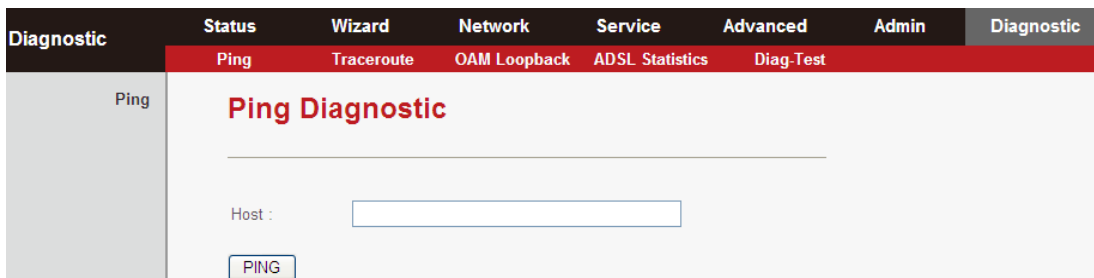 Diagnostic
Status Wizard Network Service Advanced Admin Diagnostic
Ping Traceroute OAM Loopback ADSL Statistics Diag-Test
Ping
Ping Diagnostic
Host :
PING